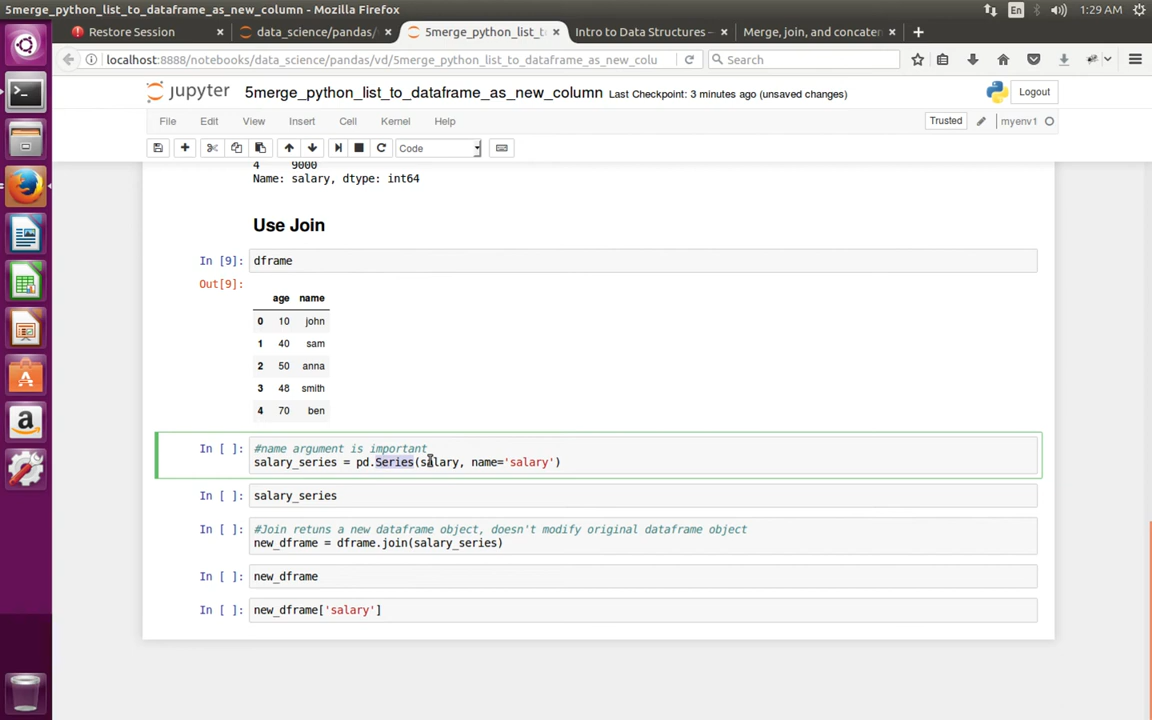 5merge_python_list_to_dataframe_as_new_column - Mozilla Firefox
En 1:29 AM
Restore Session × data_science/pandas/ × 5merge_python_list_t × Intro to Data Structures — × Merge, join, and concaten ×
localhost:8888/notebooks/data_science/pandas/vd/5merge_python_list_to_dataframe_as_new_colu Search
jupyter 5merge_python_list_to_dataframe_as_new_column Last Checkpoint: 3 minutes ago (unsaved changes) Logout
File Edit View Insert Cell Kernel Help Trusted myenv1
Code
4 9000
Name: salary, dtype: int64
Use Join
In [9]: dframe
Out[9]:
age name
0 10 john
1 40 sam
2 50 anna
3 48 smith
4 70 ben
In [ ]: #name argument is important
salary_series = pd.Series(salary, name='salary')
In [ ]: salary_series
In [ ]: #Join retuns a new dataframe object, doesn't modify original dataframe object
new_dframe = dframe.join(salary_series)
In [ ]: new_dframe
In [ ]: new_dframe['salary']